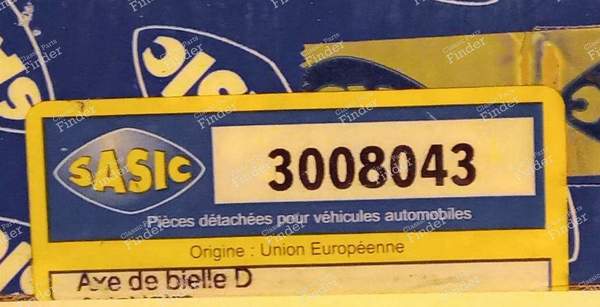 SASIC
3008043
Pièces détachées pour véhicules automobiles
Origine : Union Européenne
Axe de bielle D